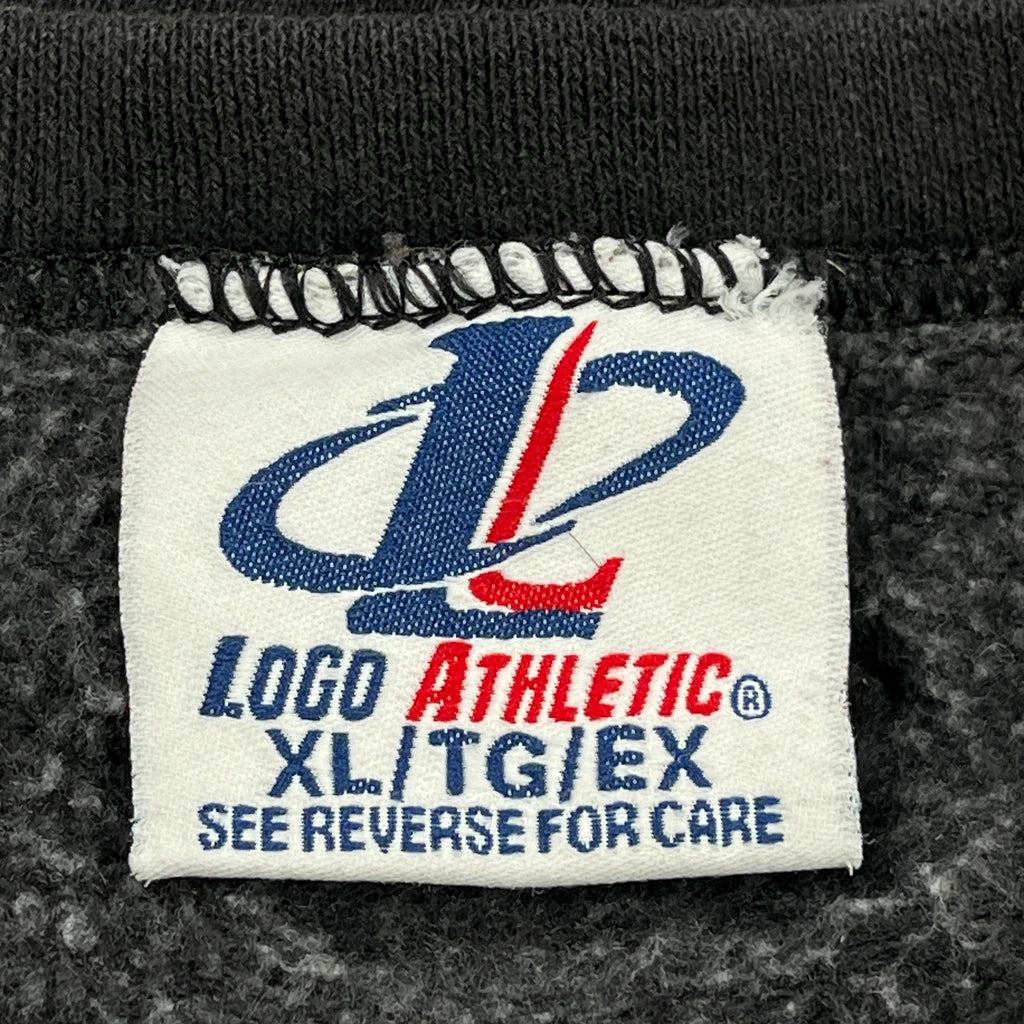 L
LOGO ATHLETIC®
XL/TG/EX
SEE REVERSE FOR CARE